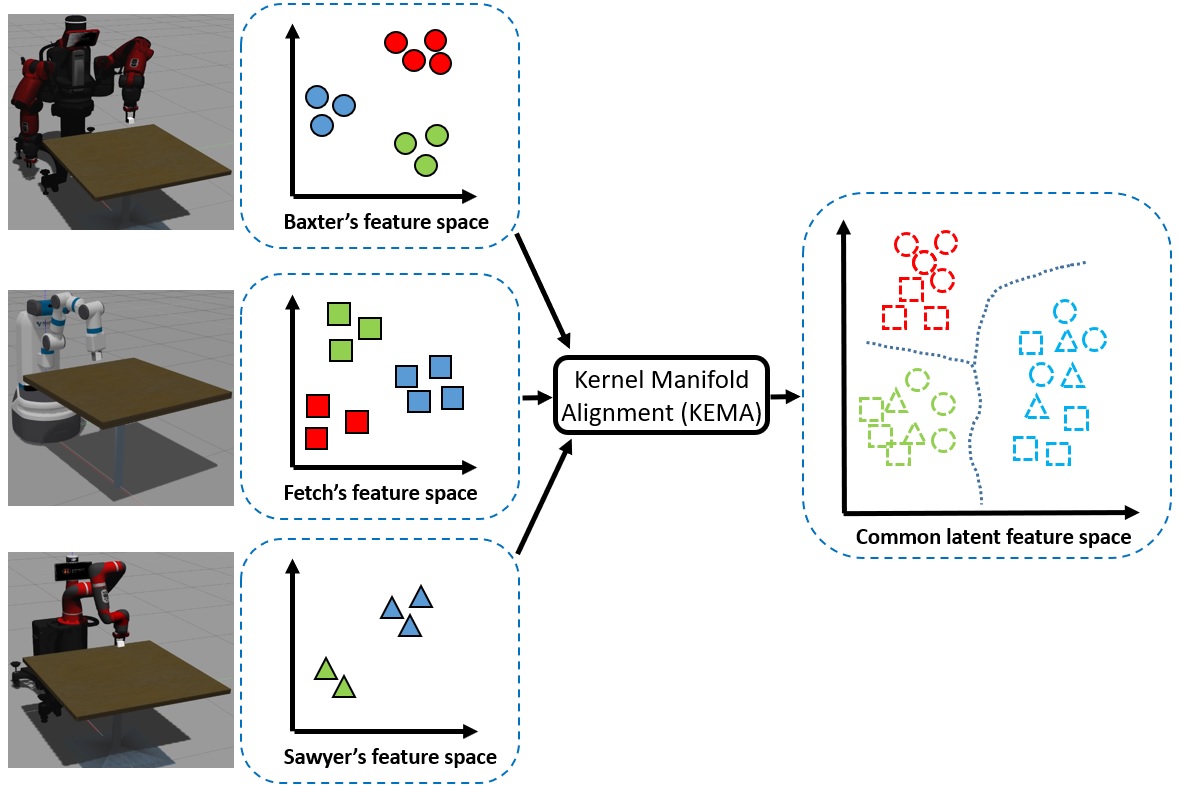 Baxter's feature space
Fetch's feature space
Kernel Manifold
Alignment (KEMA)
Sawyer's feature space
Common latent feature space